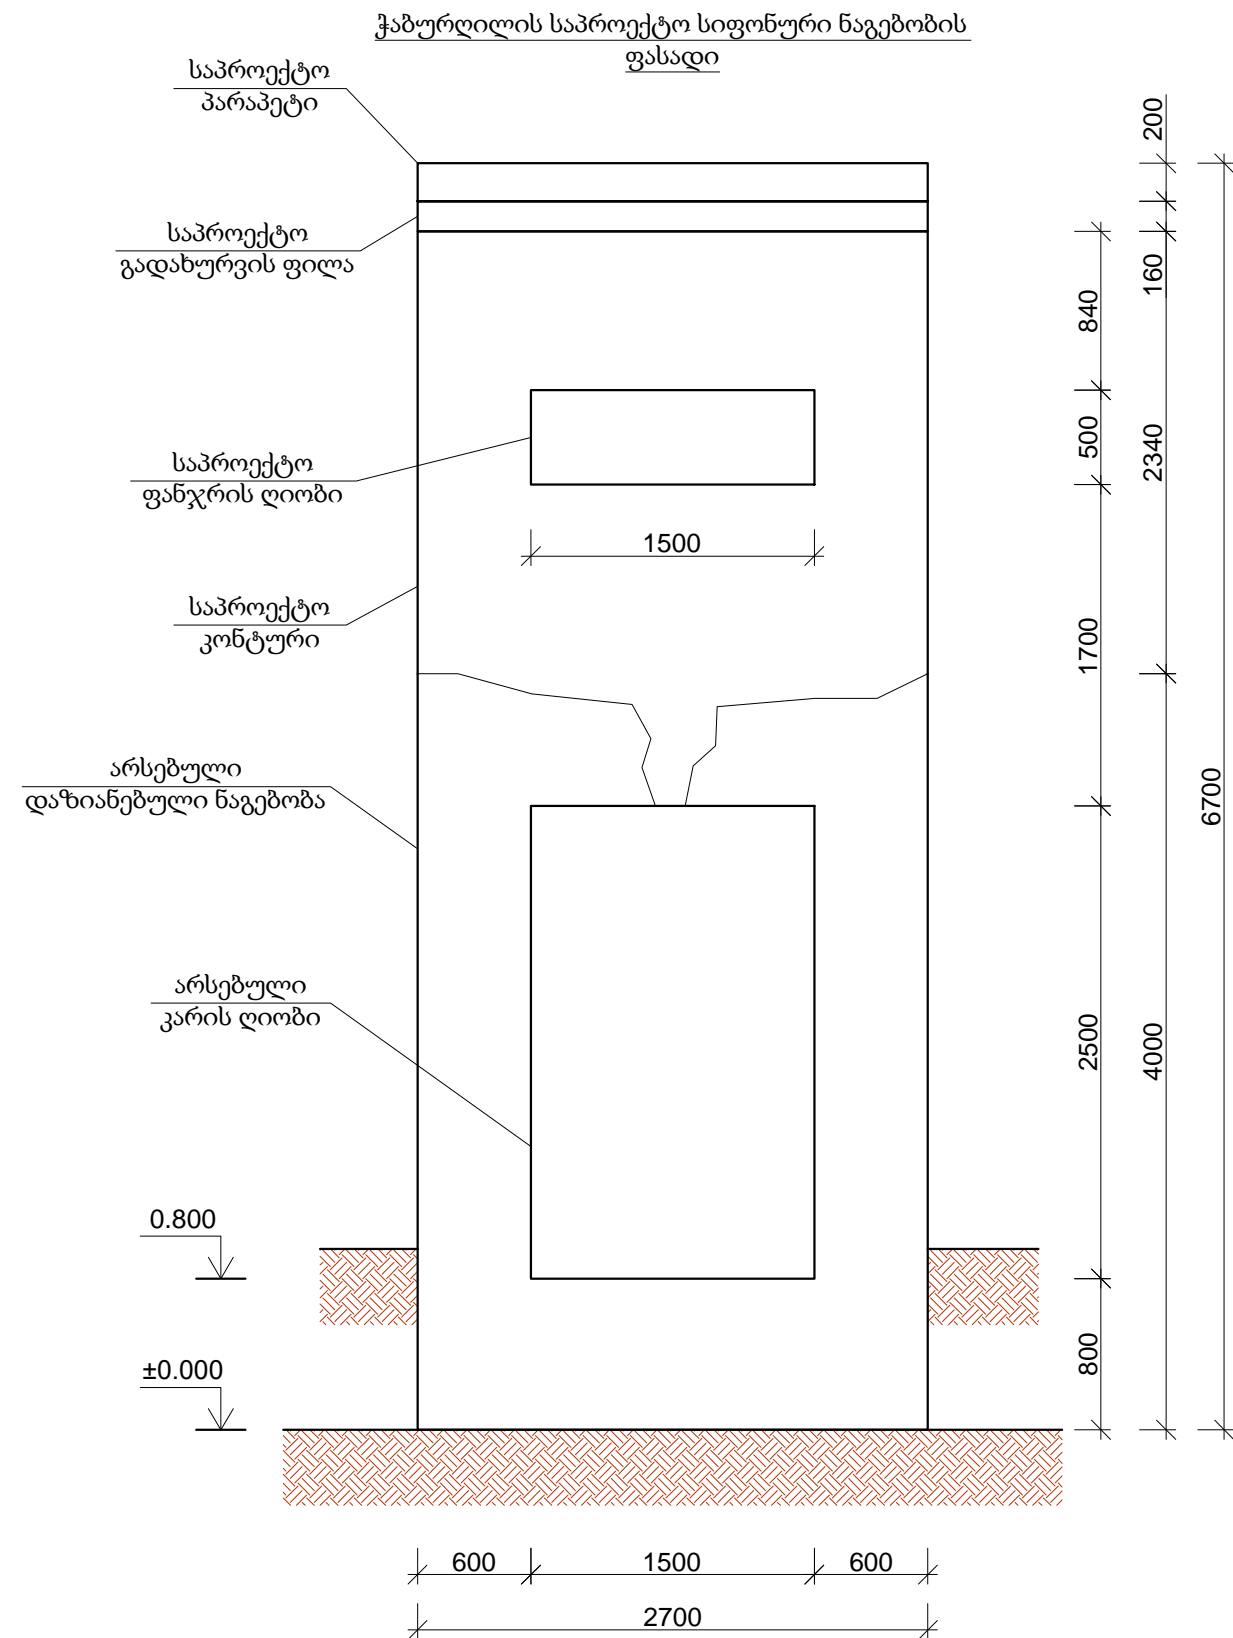 ჭაბურღილის საპროექტო სიფონური ნაგებობის
ფასადი
საპროექტო
პარაპეტი
საპროექტო
გადახურვის ფილა
საპროექტო
ფანჯრის ღიობი
საპროექტო
კონტური
არსებული
დაზიანებული ნაგებობა
არსებული
კარის ღიობი
0.800
±0.000
1500
840
500
1700
2500
800
200
160
2340
4000
6700
600
1500
600
2700